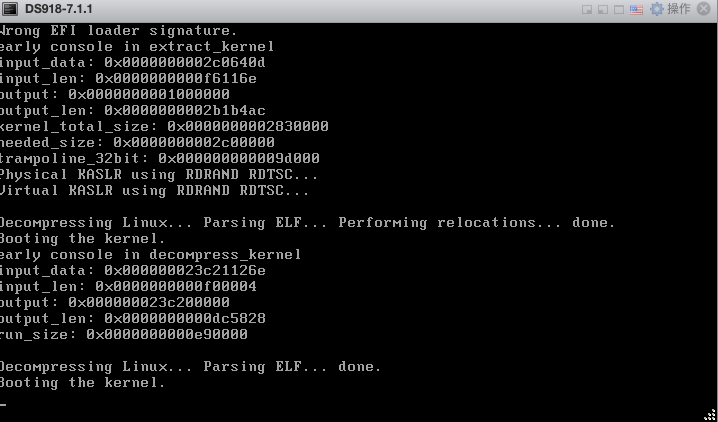 DS918-7.1.1
操作
Wrong EFI loader signature.
early console in extract_kernel
input_data: 0x0000000002c0640d
input_len: 0x0000000000f6116e
output: 0x0000000001000000
output_len: 0x0000000002b1b4ac
kernel_total_size: 0x0000000002830000
needed_size: 0x0000000002c00000
trampoline_32bit: 0x000000000009d000
Physical KASLR using RDRAND RDTSC...
Virtual KASLR using RDRAND RDTSC...
Decompressing Linux... Parsing ELF... Performing relocations... done.
Booting the kernel.
early console in decompress_kernel
input_data: 0x000000023c21126e
input_len: 0x0000000000f00004
output: 0x000000023c200000
output_len: 0x0000000000dc5828
run_size: 0x0000000000e90000
Decompressing Linux... Parsing ELF... done.
Booting the kernel.